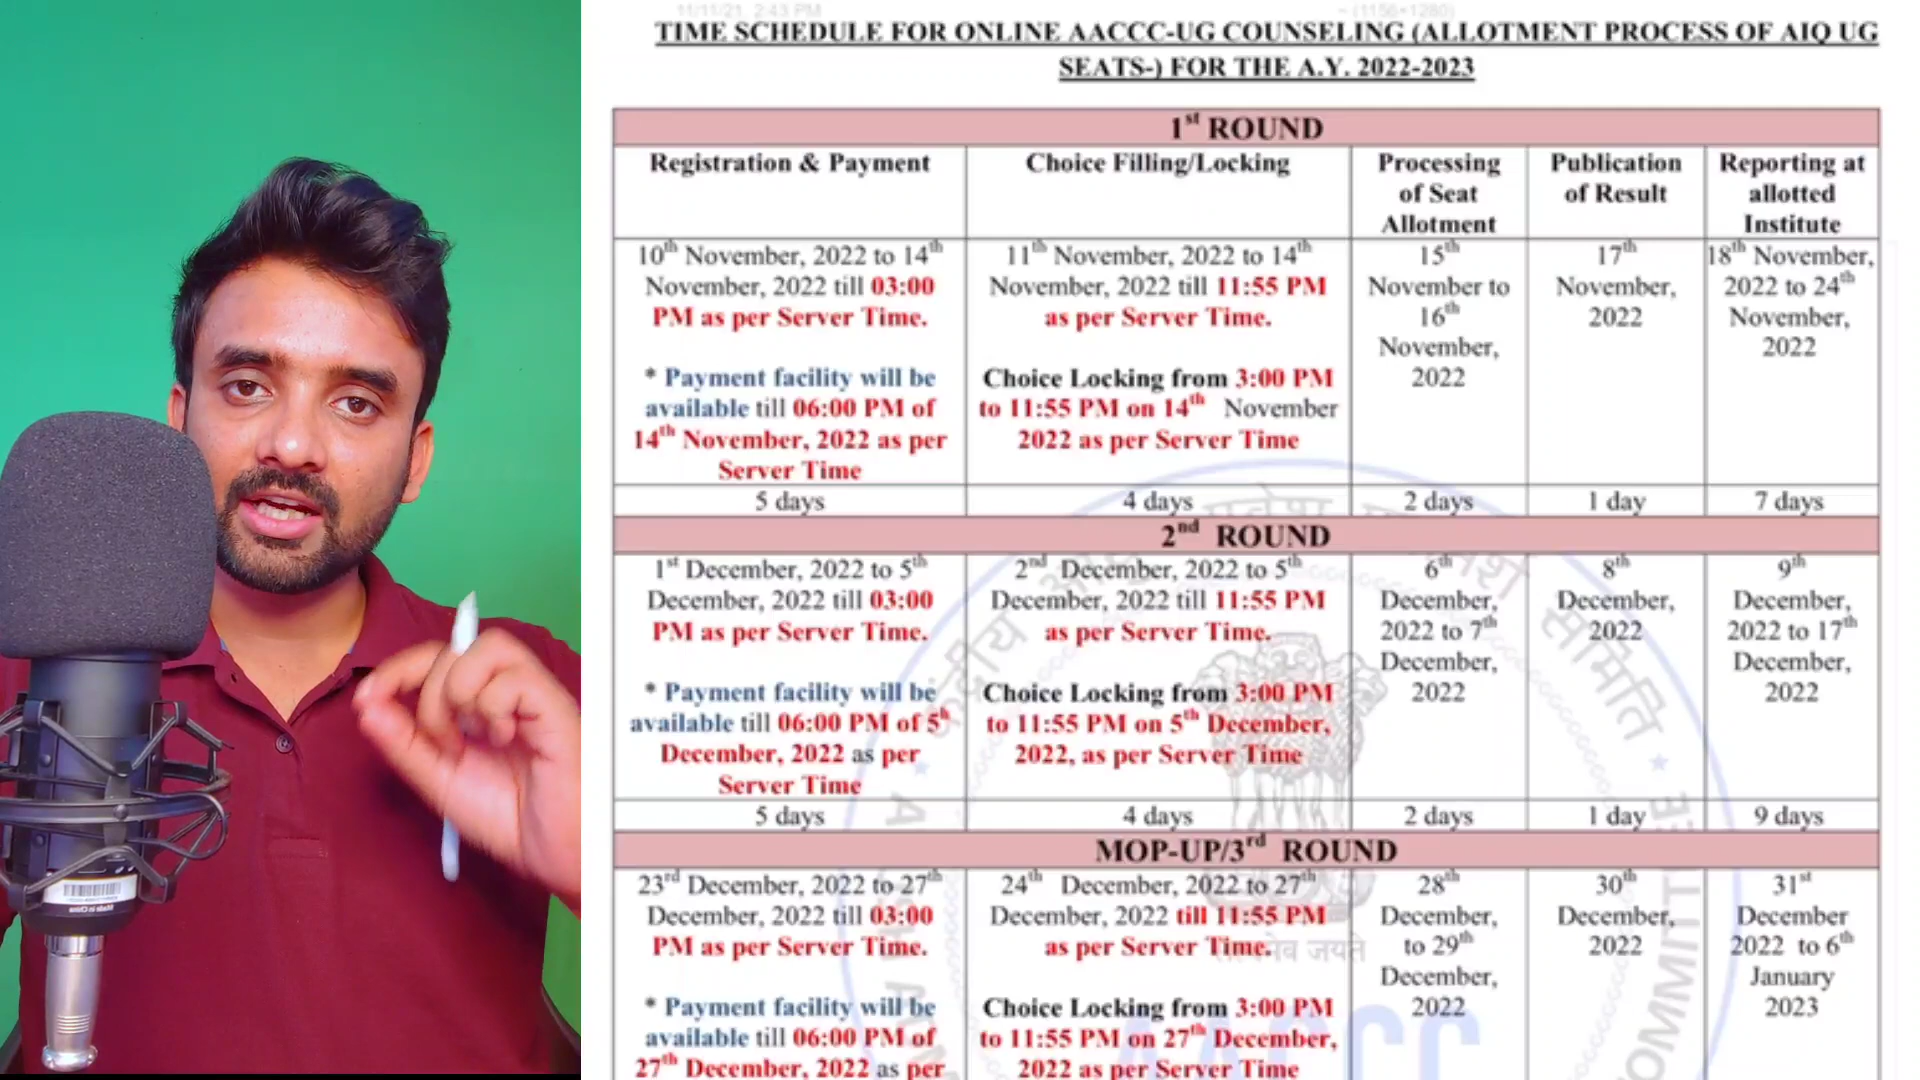 11/11/21, 2:43 PM
~ (1156×1280)
TIME SCHEDULE FOR ONLINE AACCC-UG COUNSELING (ALLOTMENT PROCESS OF AIQ UG
SEATS-) FOR THE A.Y. 2022-2023
1st ROUND
Registration & Payment
Choice Filling/Locking
Processing
of Seat
Allotment
Publication
of Result
Reporting at
allotted
Institute
10th November, 2022 to 14th
November, 2022 till 03:00
PM as per Server Time.
* Payment facility will be
available till 06:00 PM of
14th November, 2022 as per
Server Time
11th November, 2022 to 14th
November, 2022 till 11:55 PM
as per Server Time.
Choice Locking from 3:00 PM
to 11:55 PM on 14th November
2022 as per Server Time
15th
November to
16th
November,
2022
17th
November,
2022
18th November,
2022 to 24th
November,
2022
5 days
4 days
2 days
1 day
7 days
2nd ROUND
1st December, 2022 to 5th
December, 2022 till 03:00
PM as per Server Time.
* Payment facility will be
available till 06:00 PM of 5th
December, 2022 as per
Server Time
2nd December, 2022 to 5th
December, 2022 till 11:55 PM
as per Server Time.
Choice Locking from 3:00 PM
to 11:55 PM on 5th December,
2022, as per Server Time
6th
December,
2022 to 7th
December,
2022
8th
December,
2022
9th
December,
2022 to 17th
December,
2022
5 days
4 days
2 days
1 day
9 days
MOP-UP/3rd ROUND
23rd December, 2022 to 27th
December, 2022 till 03:00
PM as per Server Time.
* Payment facility will be
available till 06:00 PM of
27th December, 2022 as per
24th December, 2022 to 27th
December, 2022 till 11:55 PM
as per Server Time.
Choice Locking from 3:00 PM
to 11:55 PM on 27th December,
2022 as per Server Time
28th
December,
to 29th
December,
2022
30th
December,
2022
31st
December
2022 to 6th
January
2023
समिति
AACCC